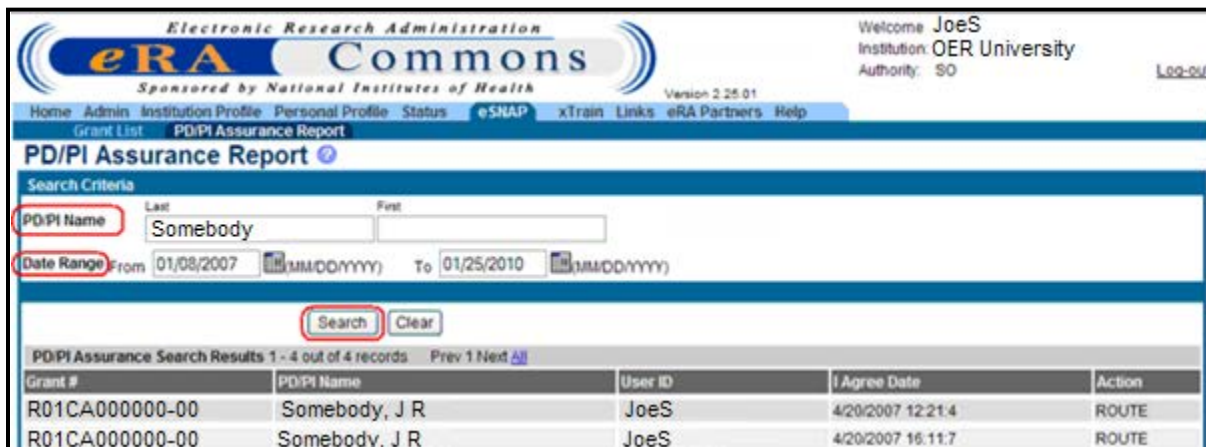 Electronic Research Administration
eRA Commons
Sponsored by National Institutes of Health
Version 2.26.01
Welcome JoeS
Institution: OER University
Authority: SO
Log-out
Home Admin Institution Profile Personal Profile Status eSNAP xTrain Links eRA Partners Help
Grant List PD/PI Assurance Report
PD/PI Assurance Report ?
Search Criteria
Last First
PD/PI Name Somebody
Date Range From 01/08/2007 (MM/DD/YYYY) To 01/25/2010 (MM/DD/YYYY)
Search Clear
PD/PI Assurance Search Results 1 - 4 out of 4 records Prev 1 Next All
Grant # PD/PI Name User ID I Agree Date Action
R01CA000000-00 Somebody, J R JoeS 4/20/2007 12:21:4 ROUTE
R01CA000000-00 Somebody, J R JoeS 4/20/2007 16:11:7 ROUTE